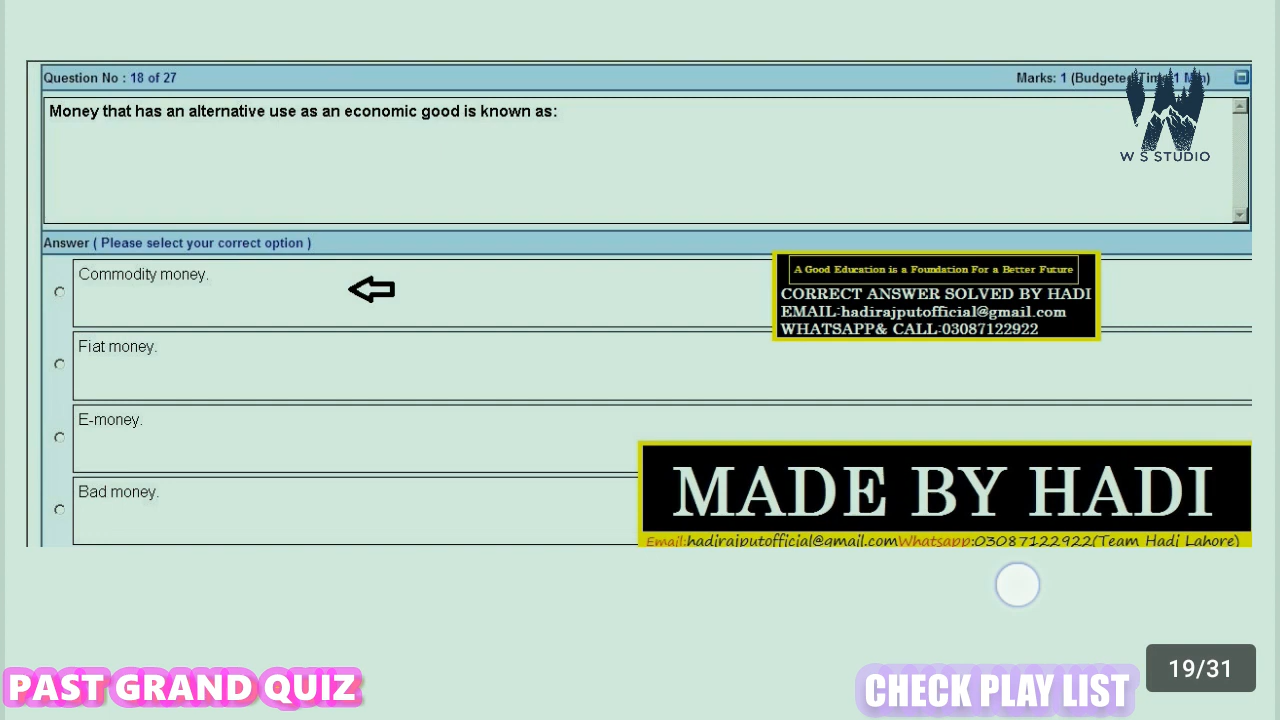 Question No : 18 of 27
Marks: 1 (Budgeted Time 1 Min)
Money that has an alternative use as an economic good is known as:
W S STUDIO
Answer ( Please select your correct option )
Commodity money.
A Good Education is a Foundation For a Better Future
CORRECT ANSWER SOLVED BY HADI
EMAIL:hadirajputofficial@gmail.com
WHATSAPP& CALL:03087122922
Fiat money.
E-money.
Bad money.
MADE BY HADI
Email:hadirajputofficial@gmail.comWhatsapp:03087122922(Team Hadi Lahore)
19/31
PAST GRAND QUIZ
CHECK PLAY LIST